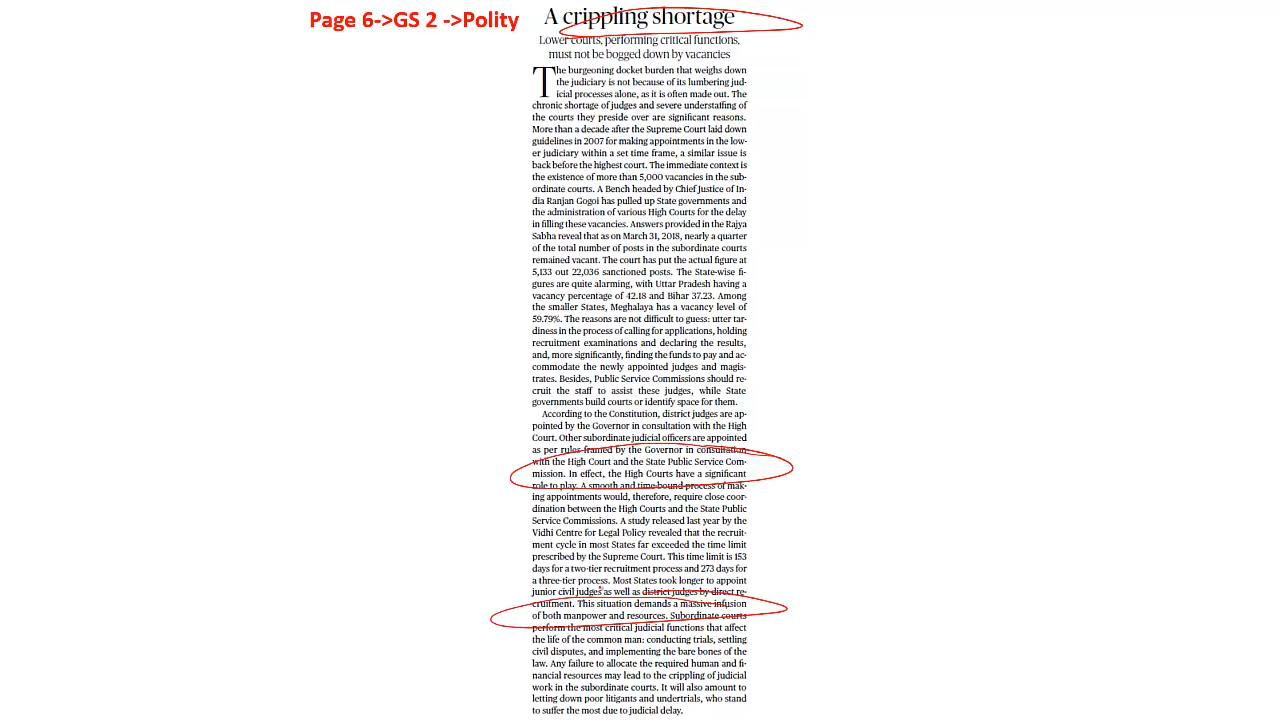 Page 6->GS 2 ->Polity
A crippling shortage
Lower courts, performing critical functions,
must not be bogged down by vacancies
The burgeoning docket burden that weighs down
the judiciary is not because of its lumbering jud-
icial processes alone, as it is often made out. The
chronic shortage of judges and severe understaffing of
the courts they preside over are significant reasons.
More than a decade after the Supreme Court laid down
guidelines in 2007 for making appointments in the low-
er judiciary within a set time frame, a similar issue is
back before the highest court. The immediate context is
the existence of more than 5,000 vacancies in the sub-
ordinate courts. A Bench headed by Chief Justice of In-
dia Ranjan Gogoi has pulled up State governments and
the administration of various High Courts for the delay
in filling these vacancies. Answers provided in the Rajya
Sabha reveal that as on March 31, 2018, nearly a quarter
of the total number of posts in the subordinate courts
remained vacant. The court has put the actual figure at
5,133 out 22,036 sanctioned posts. The State-wise fi-
gures are quite alarming, with Uttar Pradesh having a
vacancy percentage of 42.18 and Bihar 37.23. Among
the smaller States, Meghalaya has a vacancy level of
59.79%. The reasons are not difficult to guess: utter tar-
diness in the process of calling for applications, holding
recruitment examinations and declaring the results,
and, more significantly, finding the funds to pay and ac-
commodate the newly appointed judges and magis-
trates. Besides, Public Service Commissions should re-
cruit the staff to assist these judges, while State
governments build courts or identify space for them.
According to the Constitution, district judges are ap-
pointed by the Governor in consultation with the High
Court. Other subordinate judicial officers are appointed
as per rules framed by the Governor in consultation
with the High Court and the State Public Service Com-
mission. In effect, the High Courts have a significant
role to play. A smooth and time-bound process of mak-
ing appointments would, therefore, require close coor-
dination between the High Courts and the State Public
Service Commissions. A study released last year by the
Vidhi Centre for Legal Policy revealed that the recruit-
ment cycle in most States far exceeded the time limit
prescribed by the Supreme Court. This time limit is 153
days for a two-tier recruitment process and 273 days for
a three-tier process. Most States took longer to appoint
junior civil judges as well as district judges by direct re-
cruitment. This situation demands a massive infusion
of both manpower and resources. Subordinate courts
perform the most critical judicial functions that affect
the life of the common man: conducting trials, settling
civil disputes, and implementing the bare bones of the
law. Any failure to allocate the required human and fi-
nancial resources may lead to the crippling of judicial
work in the subordinate courts. It will also amount to
letting down poor litigants and undertrials, who stand
to suffer the most due to judicial delay.